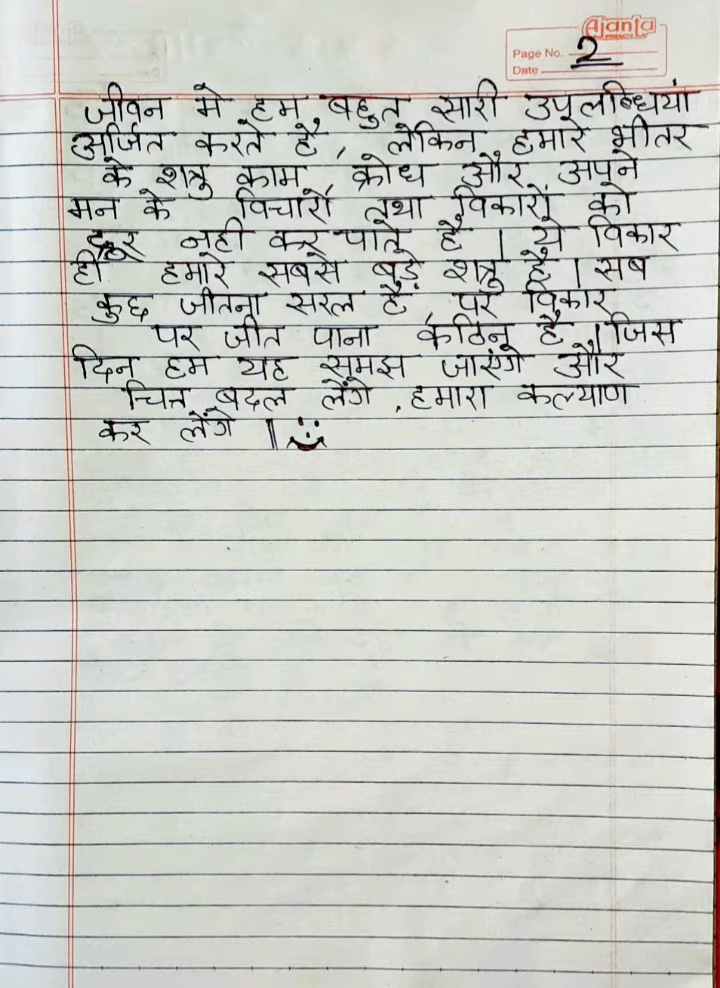 Ajanta
Page No. 2
Date
जीवन मे हम बहुत सारी उपलब्धियां
अर्जित करते है, लेकिन हमारे भीतर
के शत्रु काम क्रोध और अपने
मन के विचारों तथा विकारों को
दूर नही कर पाते है । ये विकार
ही हमारे सबसे बड़े शत्रु है । सब
कुछ जीतना सरल है पर विकार
पर जीत पाना कठिन है । जिस
दिन हम यह समझ जाएंगे और
चित्त बदल लेंगे, हमारा कल्याण
कर लेंगे ॥